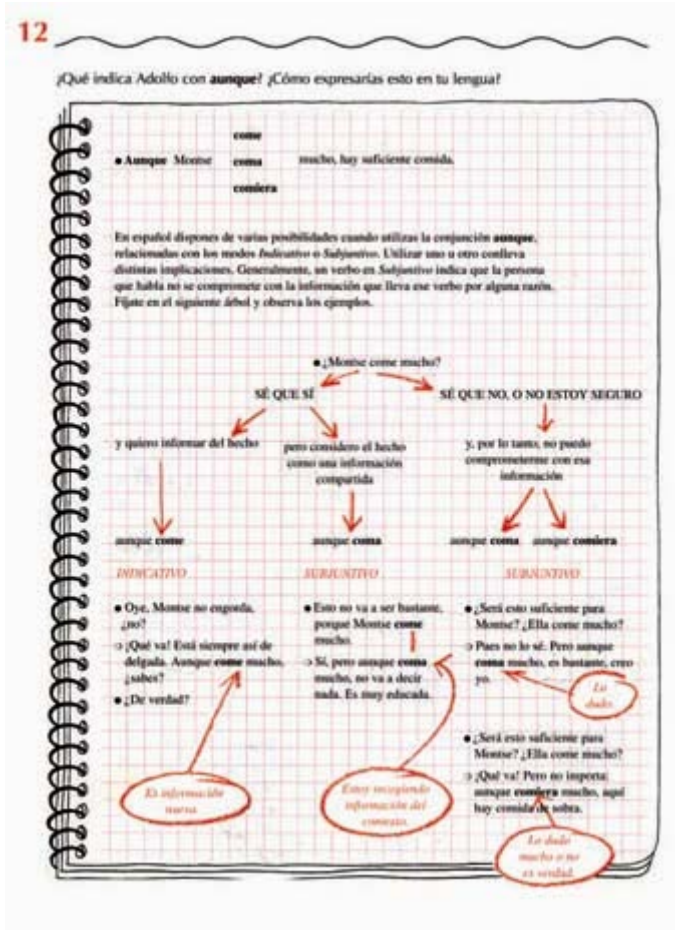 12
¿Qué indica Adolfo con aunque? ¿Cómo expresarías esto en tu lengua?
come
● Aunque Montse coma mucho, hay suficiente comida.
comiera
En español dispones de varias posibilidades cuando utilizas la conjunción aunque,
relacionadas con los modos Indicativo o Subjuntivo. Utilizar uno u otro conlleva
distintas implicaciones. Generalmente, un verbo en Subjuntivo indica que la persona
que habla no se compromete con la información que lleva ese verbo por alguna razón.
Fíjate en el siguiente árbol y observa los ejemplos.
● ¿Montse come mucho?
SÉ QUE SÍ
SÉ QUE NO, O NO ESTOY SEGURO
y quiero informar del hecho
pero considero el hecho
como una información
compartida
y, por lo tanto, no puedo
comprometerme con esa
información
aunque come
aunque coma
aunque coma aunque comiera
INDICATIVO
SUBJUNTIVO
SUBJUNTIVO
● Oye, Montse no engorda,
¿no?
○ ¡Qué va! Está siempre así de
delgada. Aunque come mucho,
¿sabes?
● ¿De verdad?
Es información
nueva.
● Esto no va a ser bastante,
porque Montse come
mucho.
○ Sí, pero aunque coma
mucho, no va a decir
nada. Es muy educada.
Estoy recogiendo
información del
contexto.
● ¿Será esto suficiente para
Montse? ¿Ella come mucho?
○ Pues no lo sé. Pero aunque
coma mucho, es bastante, creo
yo.
Lo
dudo.
● ¿Será esto suficiente para
Montse? ¿Ella come mucho?
○ ¡Qué va! Pero no importa:
aunque comiera mucho, aquí
hay comida de sobra.
Lo dudo
mucho o no
es verdad.